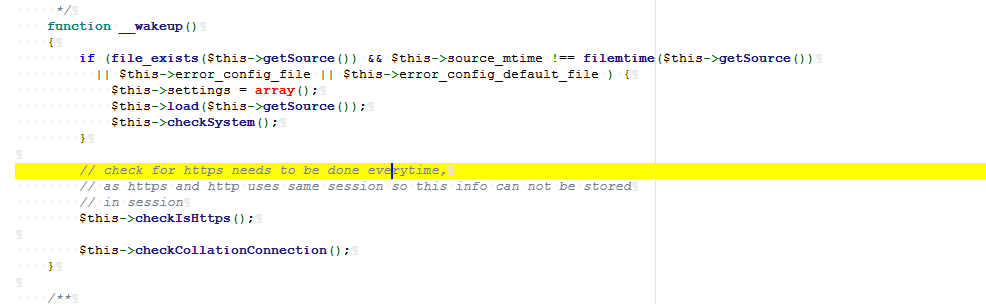 */
function __wakeup()
{
if (file_exists($this->getSource()) && $this->source_mtime !== filemtime($this->getSource())
|| $this->error_config_file || $this->error_config_default_file ) {
$this->settings = array();
$this->load($this->getSource());
$this->checkSystem();
}
// check for https needs to be done everytime,
// as https and http uses same session so this info can not be stored
// in session
$this->checkIsHttps();
$this->checkCollationConnection();
}
/**